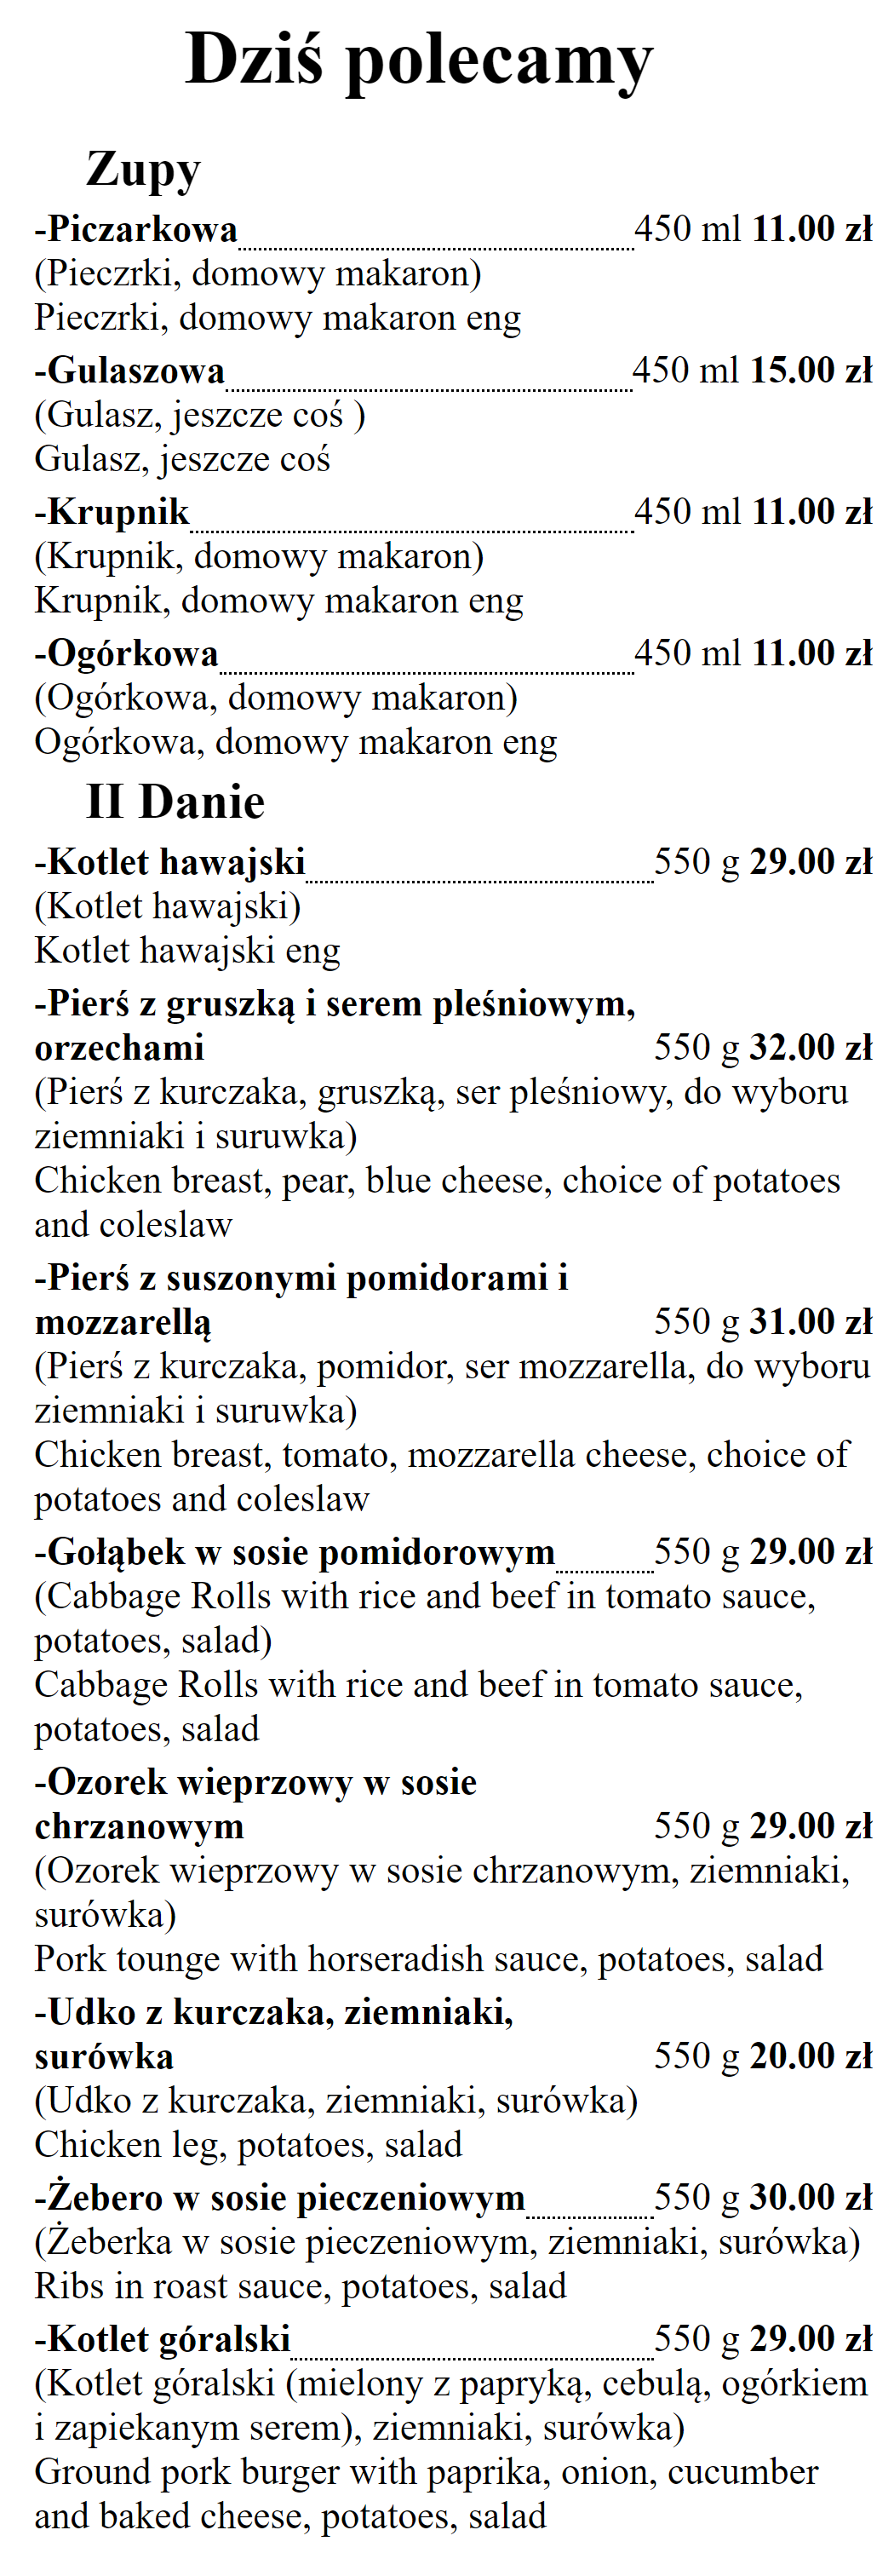 Dziś polecamy
Zupy
-Piczarkowa 450 ml 11.00 zł
(Pieczrki, domowy makaron)
Pieczrki, domowy makaron eng
-Gulaszowa 450 ml 15.00 zł
(Gulasz, jeszcze coś )
Gulasz, jeszcze coś
-Krupnik 450 ml 11.00 zł
(Krupnik, domowy makaron)
Krupnik, domowy makaron eng
-Ogórkowa 450 ml 11.00 zł
(Ogórkowa, domowy makaron)
Ogórkowa, domowy makaron eng
II Danie
-Kotlet hawajski 550 g 29.00 zł
(Kotlet hawajski)
Kotlet hawajski eng
-Pierś z gruszką i serem pleśniowym,
orzechami 550 g 32.00 zł
(Pierś z kurczaka, gruszką, ser pleśniowy, do wyboru
ziemniaki i suruwka)
Chicken breast, pear, blue cheese, choice of potatoes
and coleslaw
-Pierś z suszonymi pomidorami i
mozzarellą 550 g 31.00 zł
(Pierś z kurczaka, pomidor, ser mozzarella, do wyboru
ziemniaki i suruwka)
Chicken breast, tomato, mozzarella cheese, choice of
potatoes and coleslaw
-Gołąbek w sosie pomidorowym 550 g 29.00 zł
(Cabbage Rolls with rice and beef in tomato sauce,
potatoes, salad)
Cabbage Rolls with rice and beef in tomato sauce,
potatoes, salad
-Ozorek wieprzowy w sosie
chrzanowym 550 g 29.00 zł
(Ozorek wieprzowy w sosie chrzanowym, ziemniaki,
surówka)
Pork tounge with horseradish sauce, potatoes, salad
-Udko z kurczaka, ziemniaki,
surówka 550 g 20.00 zł
(Udko z kurczaka, ziemniaki, surówka)
Chicken leg, potatoes, salad
-Żebero w sosie pieczeniowym 550 g 30.00 zł
(Żeberka w sosie pieczeniowym, ziemniaki, surówka)
Ribs in roast sauce, potatoes, salad
-Kotlet góralski 550 g 29.00 zł
(Kotlet góralski (mielony z papryką, cebulą, ogórkiem
i zapiekanym serem), ziemniaki, surówka)
Ground pork burger with paprika, onion, cucumber
and baked cheese, potatoes, salad